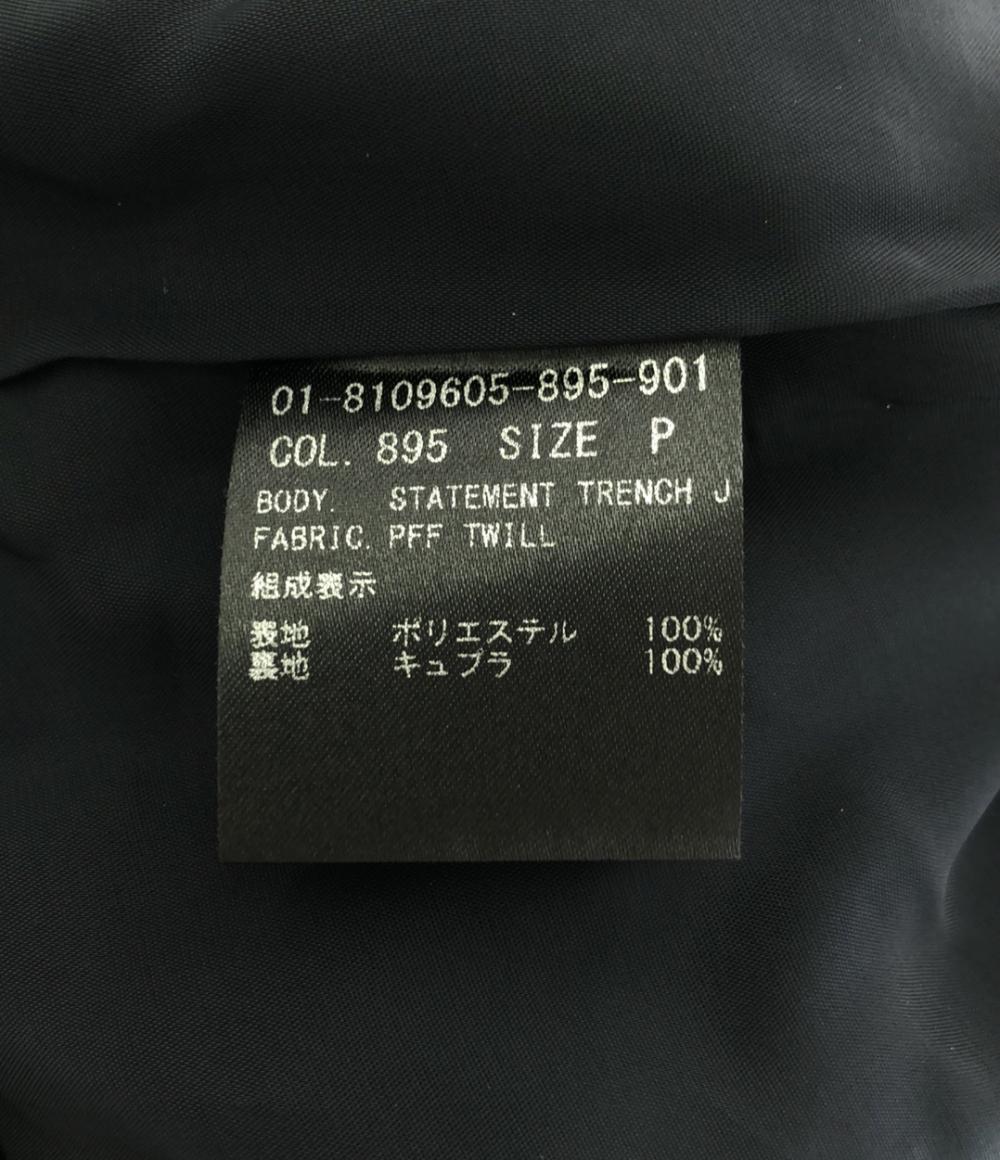 01-8109605-895-901
COL. 895 SIZE P
BODY. STATEMENT TRENCH J
FABRIC. PFF TWILL
組成表示
表地 ポリエステル 100%
裏地 キュプラ 100%